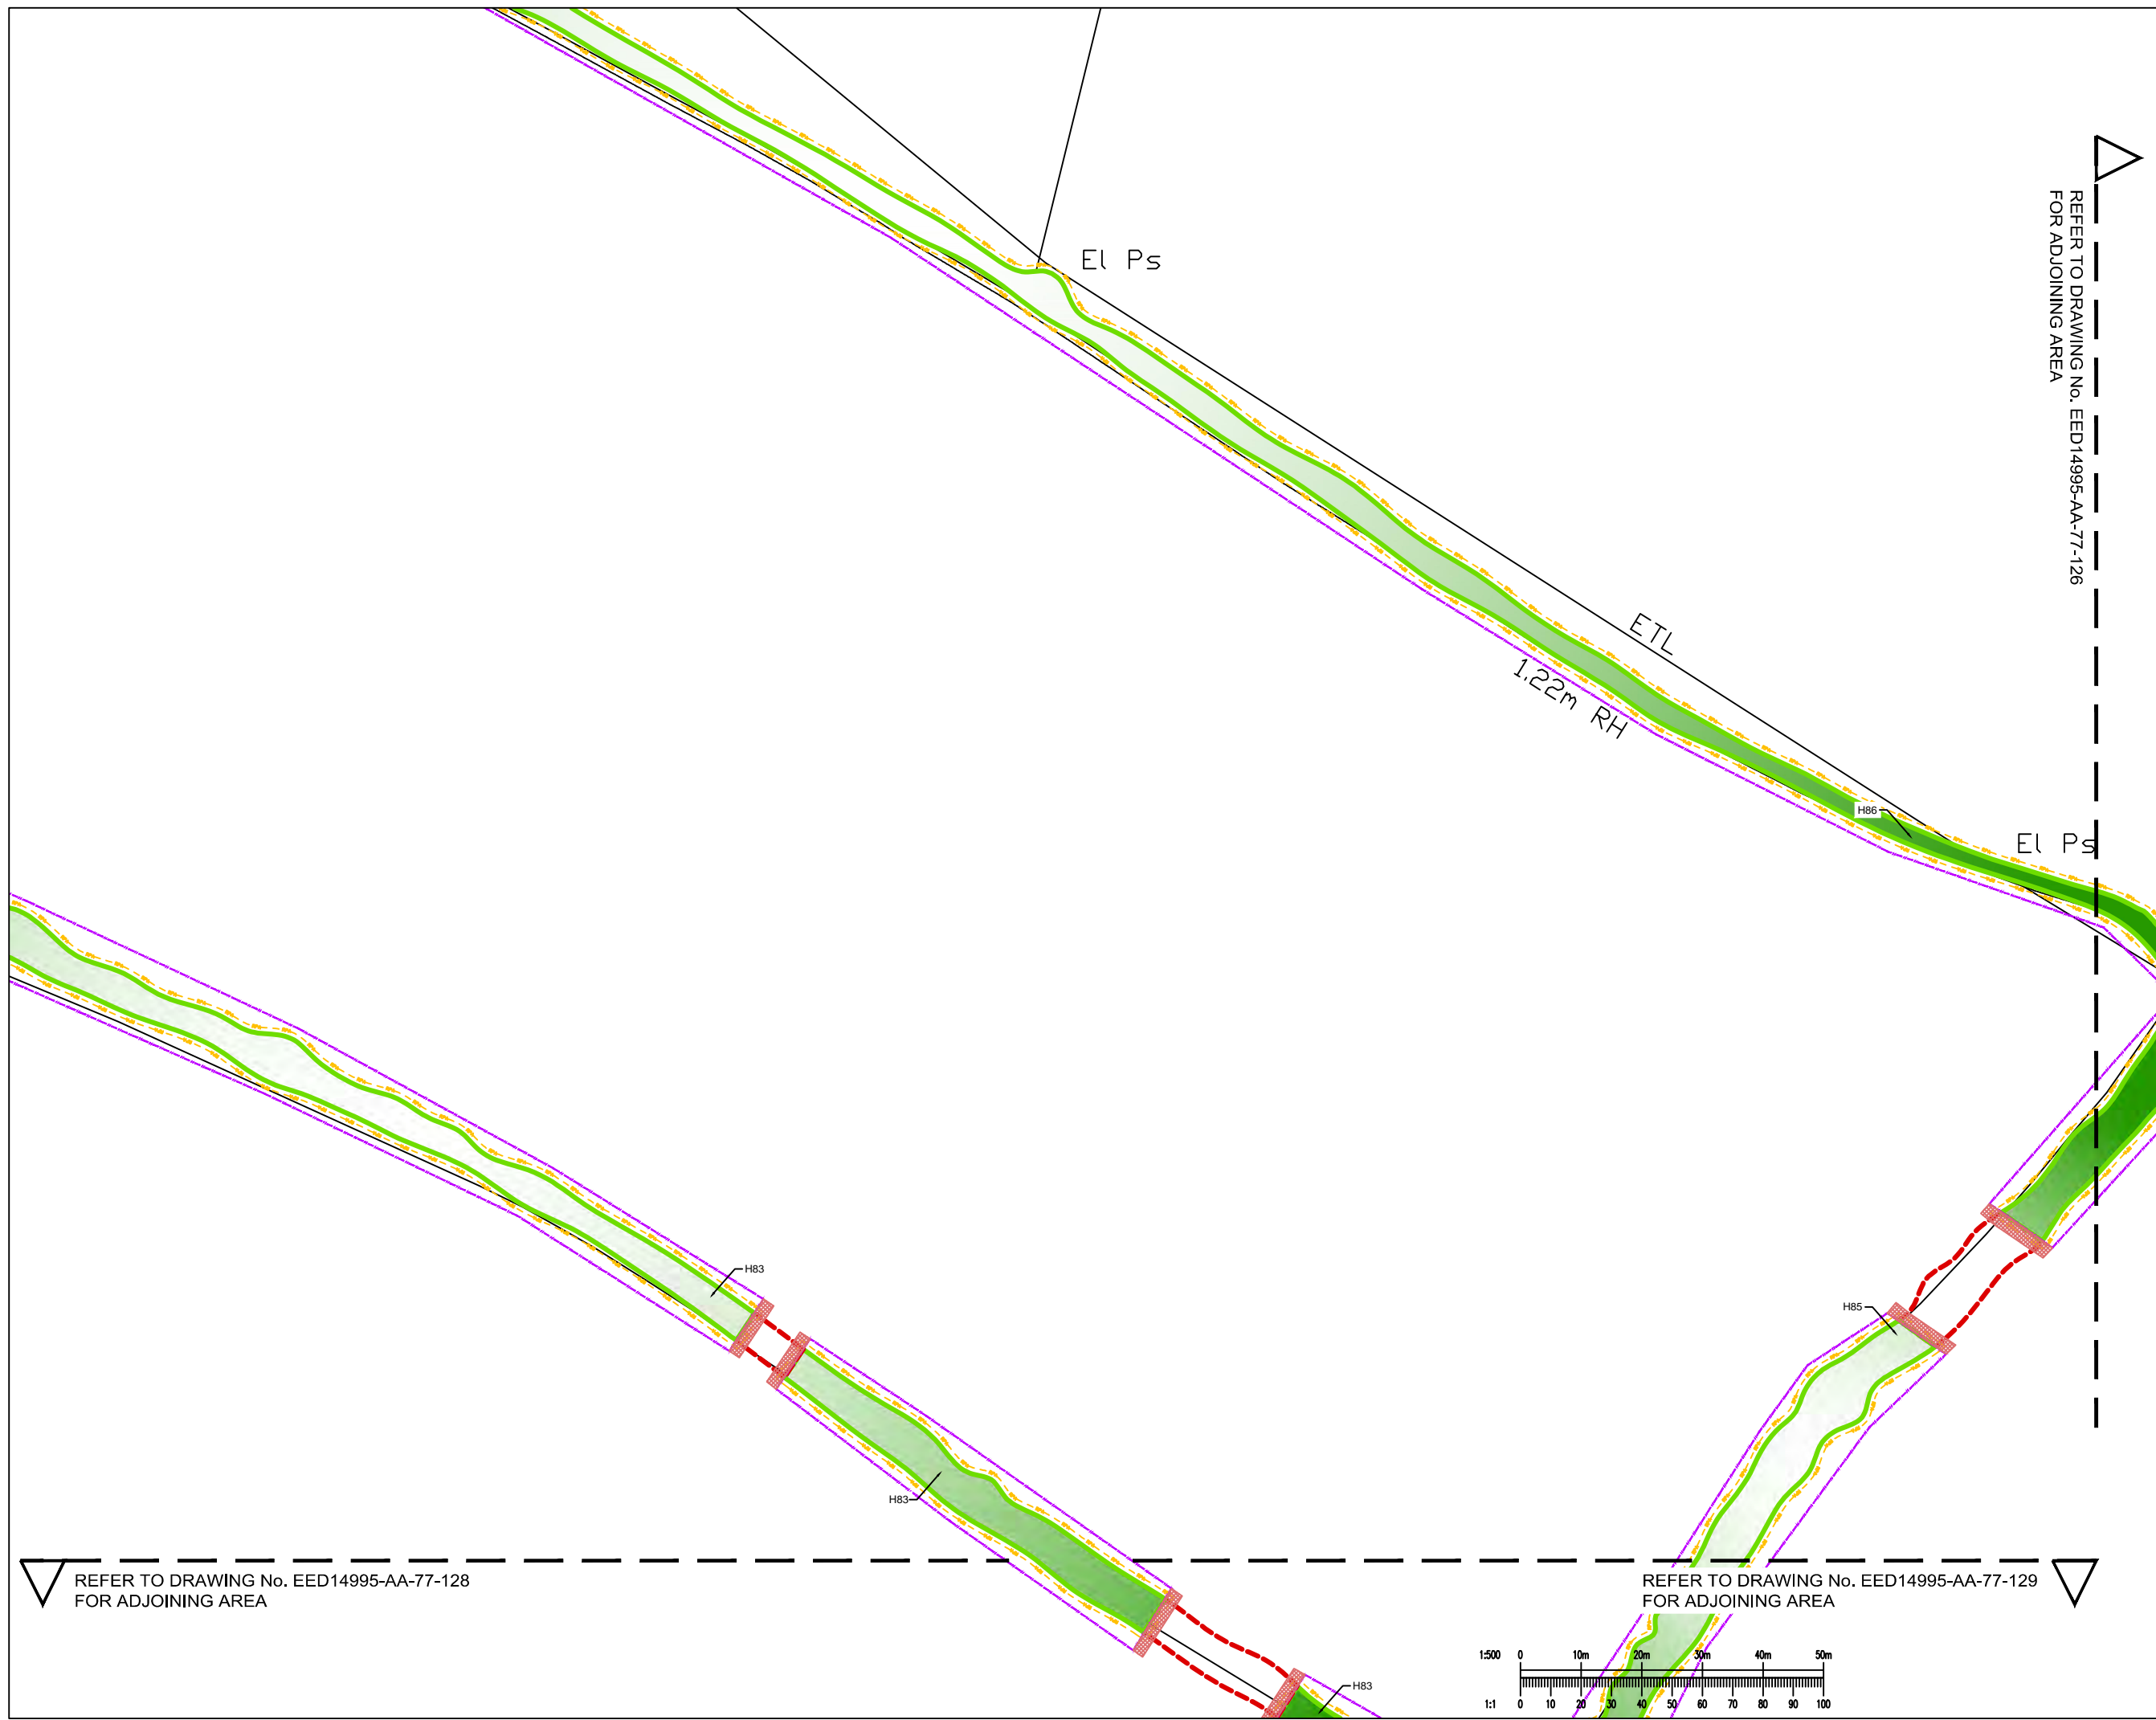 El Ps
REFER TO DRAWING No. EED14995-AA-77-126
FOR ADJOINING AREA
ETL
1.22m RH
H86
El Ps
H83
H85
H83
REFER TO DRAWING No. EED14995-AA-77-128
FOR ADJOINING AREA
REFER TO DRAWING No. EED14995-AA-77-129
FOR ADJOINING AREA
H83
1:500 0 10m 20m 30m 40m 50m
1:1 0 10 20 30 40 50 60 70 80 90 100